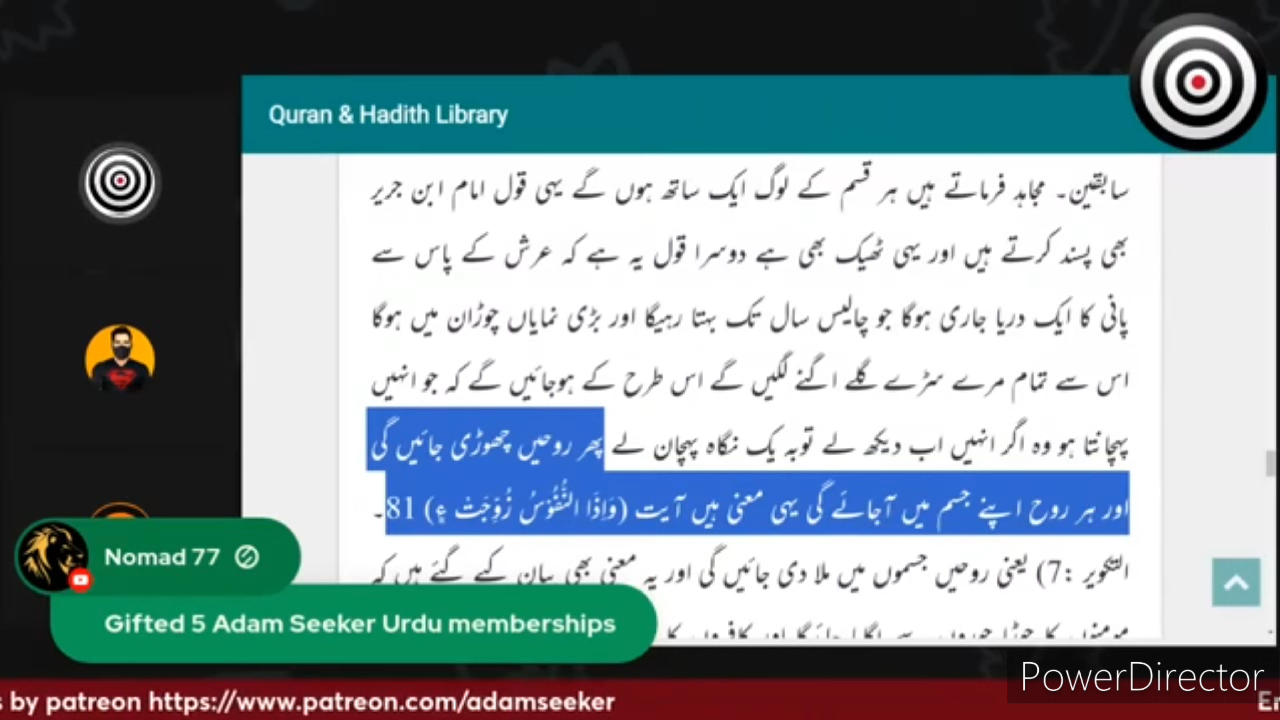 Quran & Hadith Library
سابقین۔ مجاہد فرماتے ہیں ہر قسم کے لوگ ایک ساتھ ہوں گے یہی قول امام ابن جریر
بھی پسند کرتے ہیں اور یہی ٹھیک بھی ہے دوسرا قول یہ ہے کہ عرش کے پاس سے
پانی کا ایک دریا جاری ہوگا جو چالیس سال تک بہتا رہیگا اور بڑی نمایاں چوڑان میں ہوگا
اس سے تمام مرے سڑے گلے اگنے لگیں گے اس طرح کے ہوجائیں گے کہ جو انہیں
پہچانتا ہو وہ اگر انہیں اب دیکھ لے توبہ یک نگاہ پہچان لے پھر روحیں چھوڑی جائیں گی
اور ہر روح اپنے جسم میں آجائے گی یہی معنی ہیں آیت (وَاِذَا النُّفُوْسُ زُوِّجَتْ ۽) 81۔
التکویر :7) یعنی روحیں جسموں میں ملا دی جائیں گی اور یہ معنی بھی بیان کیے گئے ہیں کہ
Nomad 77
Gifted 5 Adam Seeker Urdu memberships
s by patreon https://www.patreon.com/adamseeker
PowerDirector